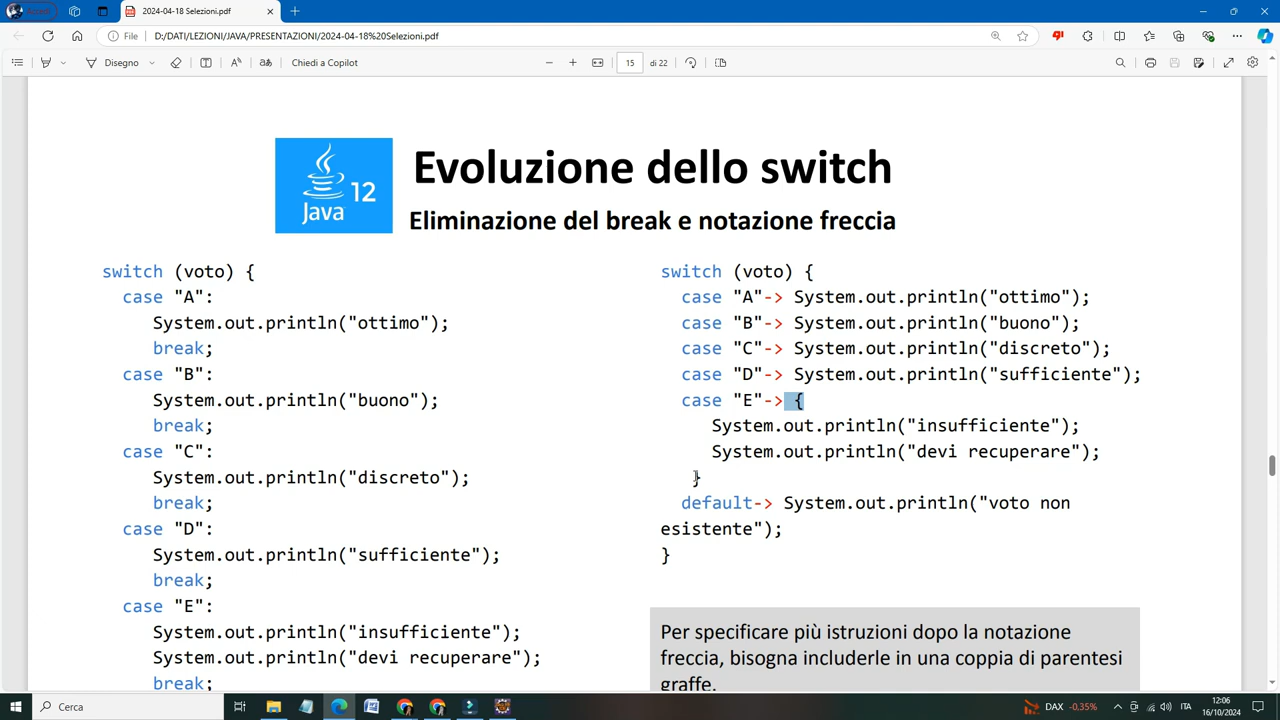 2024-04-18 Selezioni.pdf
File
D:/DATI/LEZIONI/JAVA/PRESENTAZIONI/2024-04-18%20Selezioni.pdf
Disegno
Chiedi a Copilot
15
di 22
Java 12
Evoluzione dello switch
Eliminazione del break e notazione freccia
switch (voto) {
case "A":
System.out.println("ottimo");
break;
case "B":
System.out.println("buono");
break;
case "C":
System.out.println("discreto");
break;
case "D":
System.out.println("sufficiente");
break;
case "E":
System.out.println("insufficiente");
System.out.println("devi recuperare");
break;
switch (voto) {
case "A"-> System.out.println("ottimo");
case "B"-> System.out.println("buono");
case "C"-> System.out.println("discreto");
case "D"-> System.out.println("sufficiente");
case "E"-> {
System.out.println("insufficiente");
System.out.println("devi recuperare");
}
default-> System.out.println("voto non
esistente");
}
Per specificare più istruzioni dopo la notazione
freccia, bisogna includerle in una coppia di parentesi
graffe.
Cerca
DAX -0,35%
ITA
12:06
16/10/2024